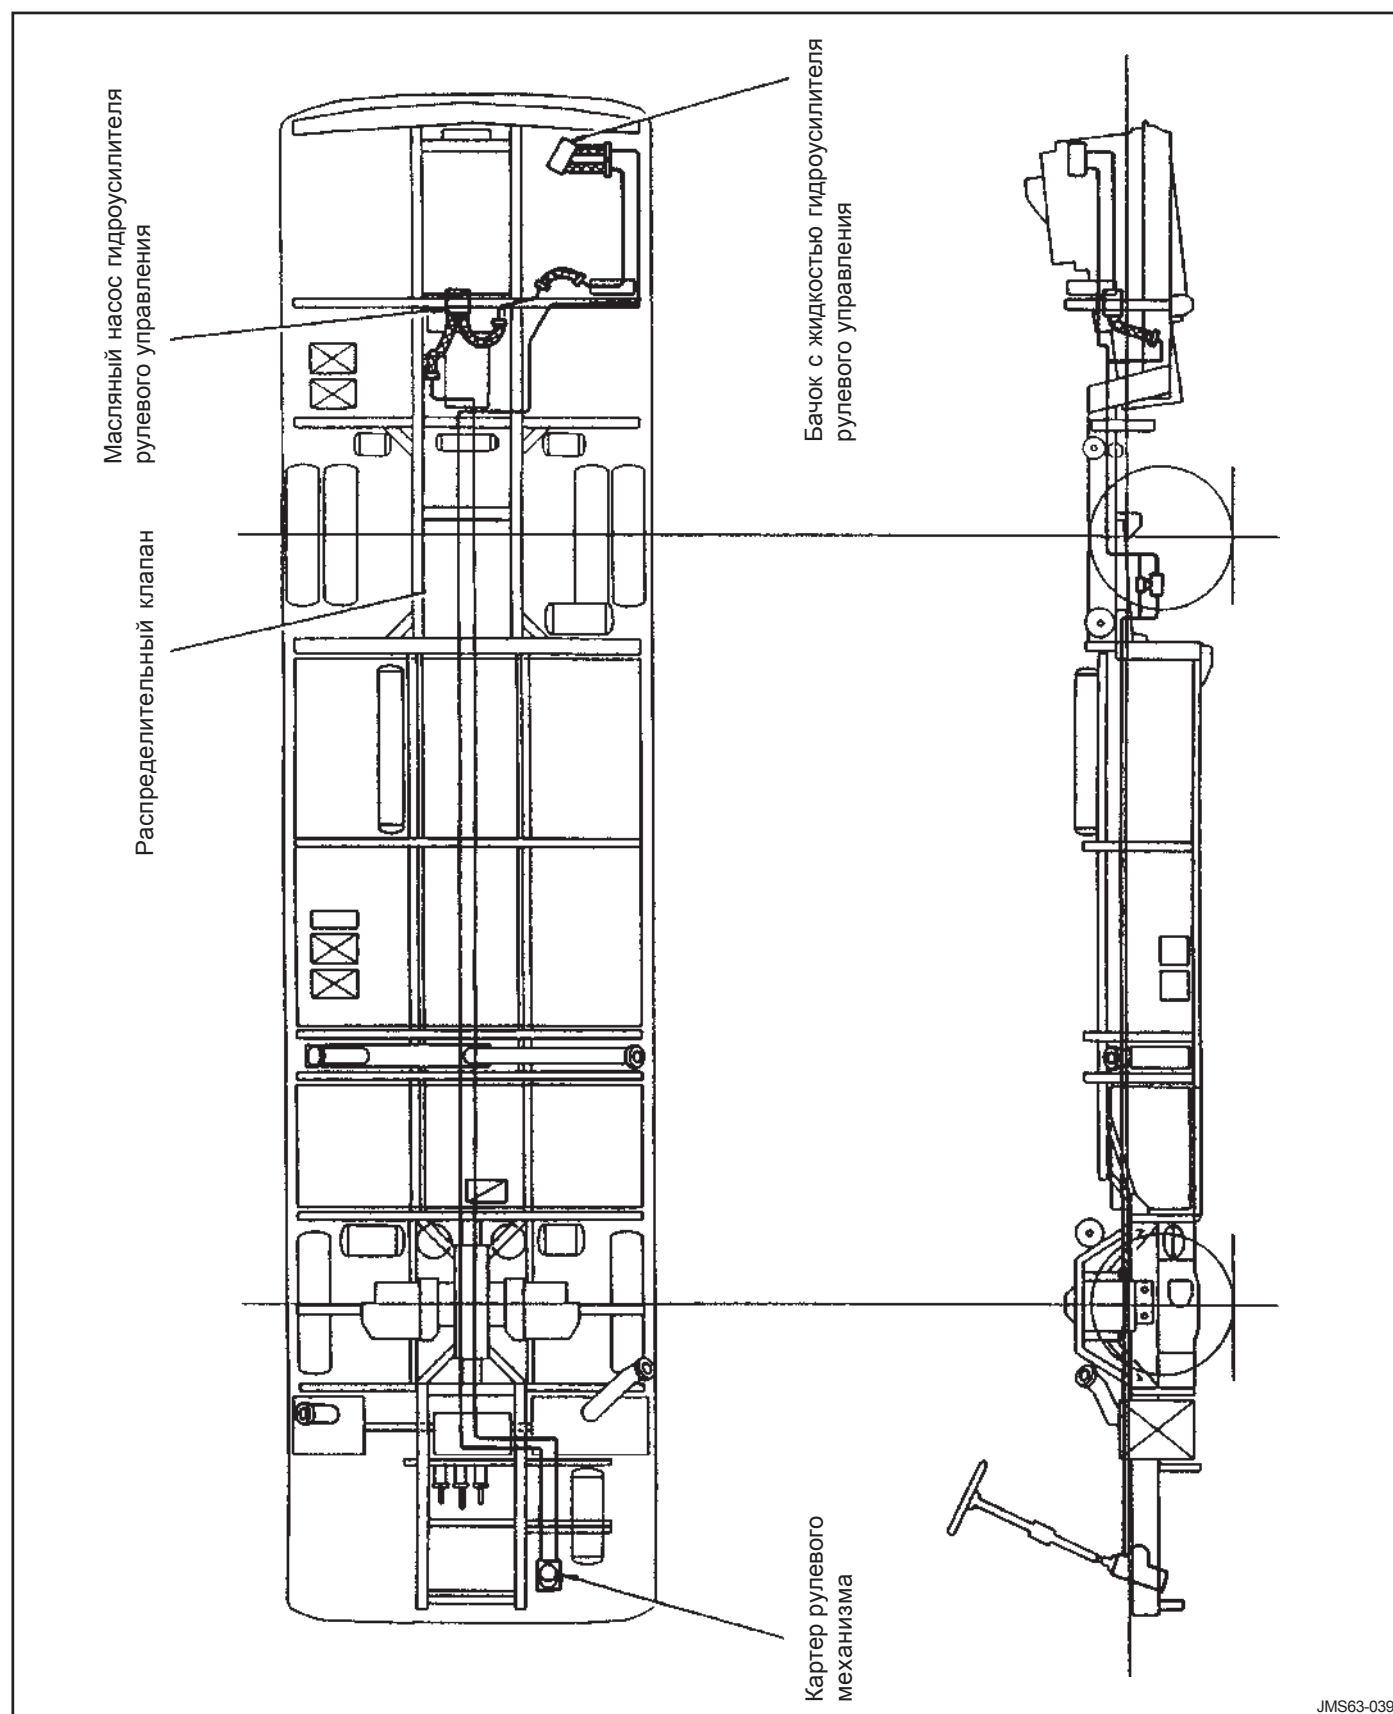 Масляный насос гидроусилителя
рулевого управления
Бачок с жидкостью гидроусилителя
рулевого управления
Распределительный клапан
Картер рулевого
механизма
JMS63-039